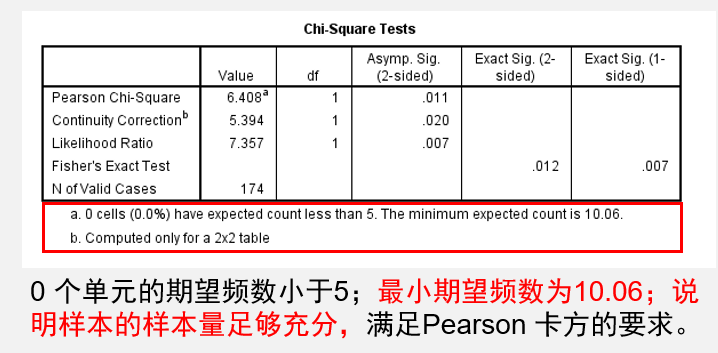 Chi-Square Tests
Value df Asymp. Sig. (2-sided) Exact Sig. (2-sided) Exact Sig. (1-sided)
Pearson Chi-Square 6.408a 1 .011
Continuity Correctionb 5.394 1 .020
Likelihood Ratio 7.357 1 .007
Fisher's Exact Test .012 .007
N of Valid Cases 174
a. 0 cells (0.0%) have expected count less than 5. The minimum expected count is 10.06.
b. Computed only for a 2x2 table
0 个单元的期望频数小于5；最小期望频数为10.06；说
明样本的样本量足够充分，满足Pearson 卡方的要求。